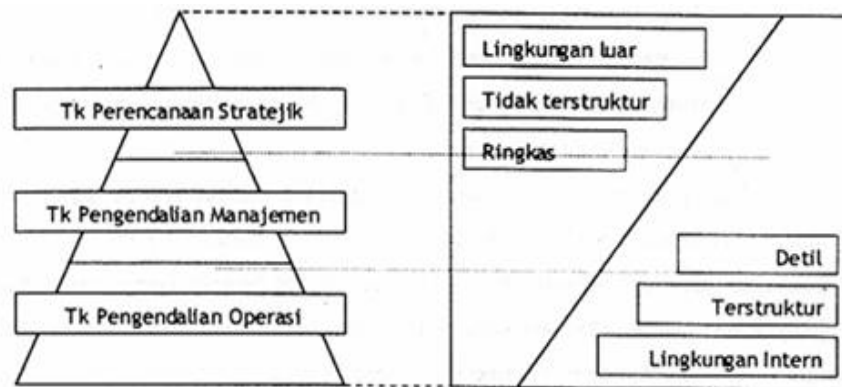 Tk Perencanaan Stratejik
Tk Pengendalian Manajemen
Tk Pengendalian Operasi
Lingkungan luar
Tidak terstruktur
Ringkas
Detil
Terstruktur
Lingkungan Intern